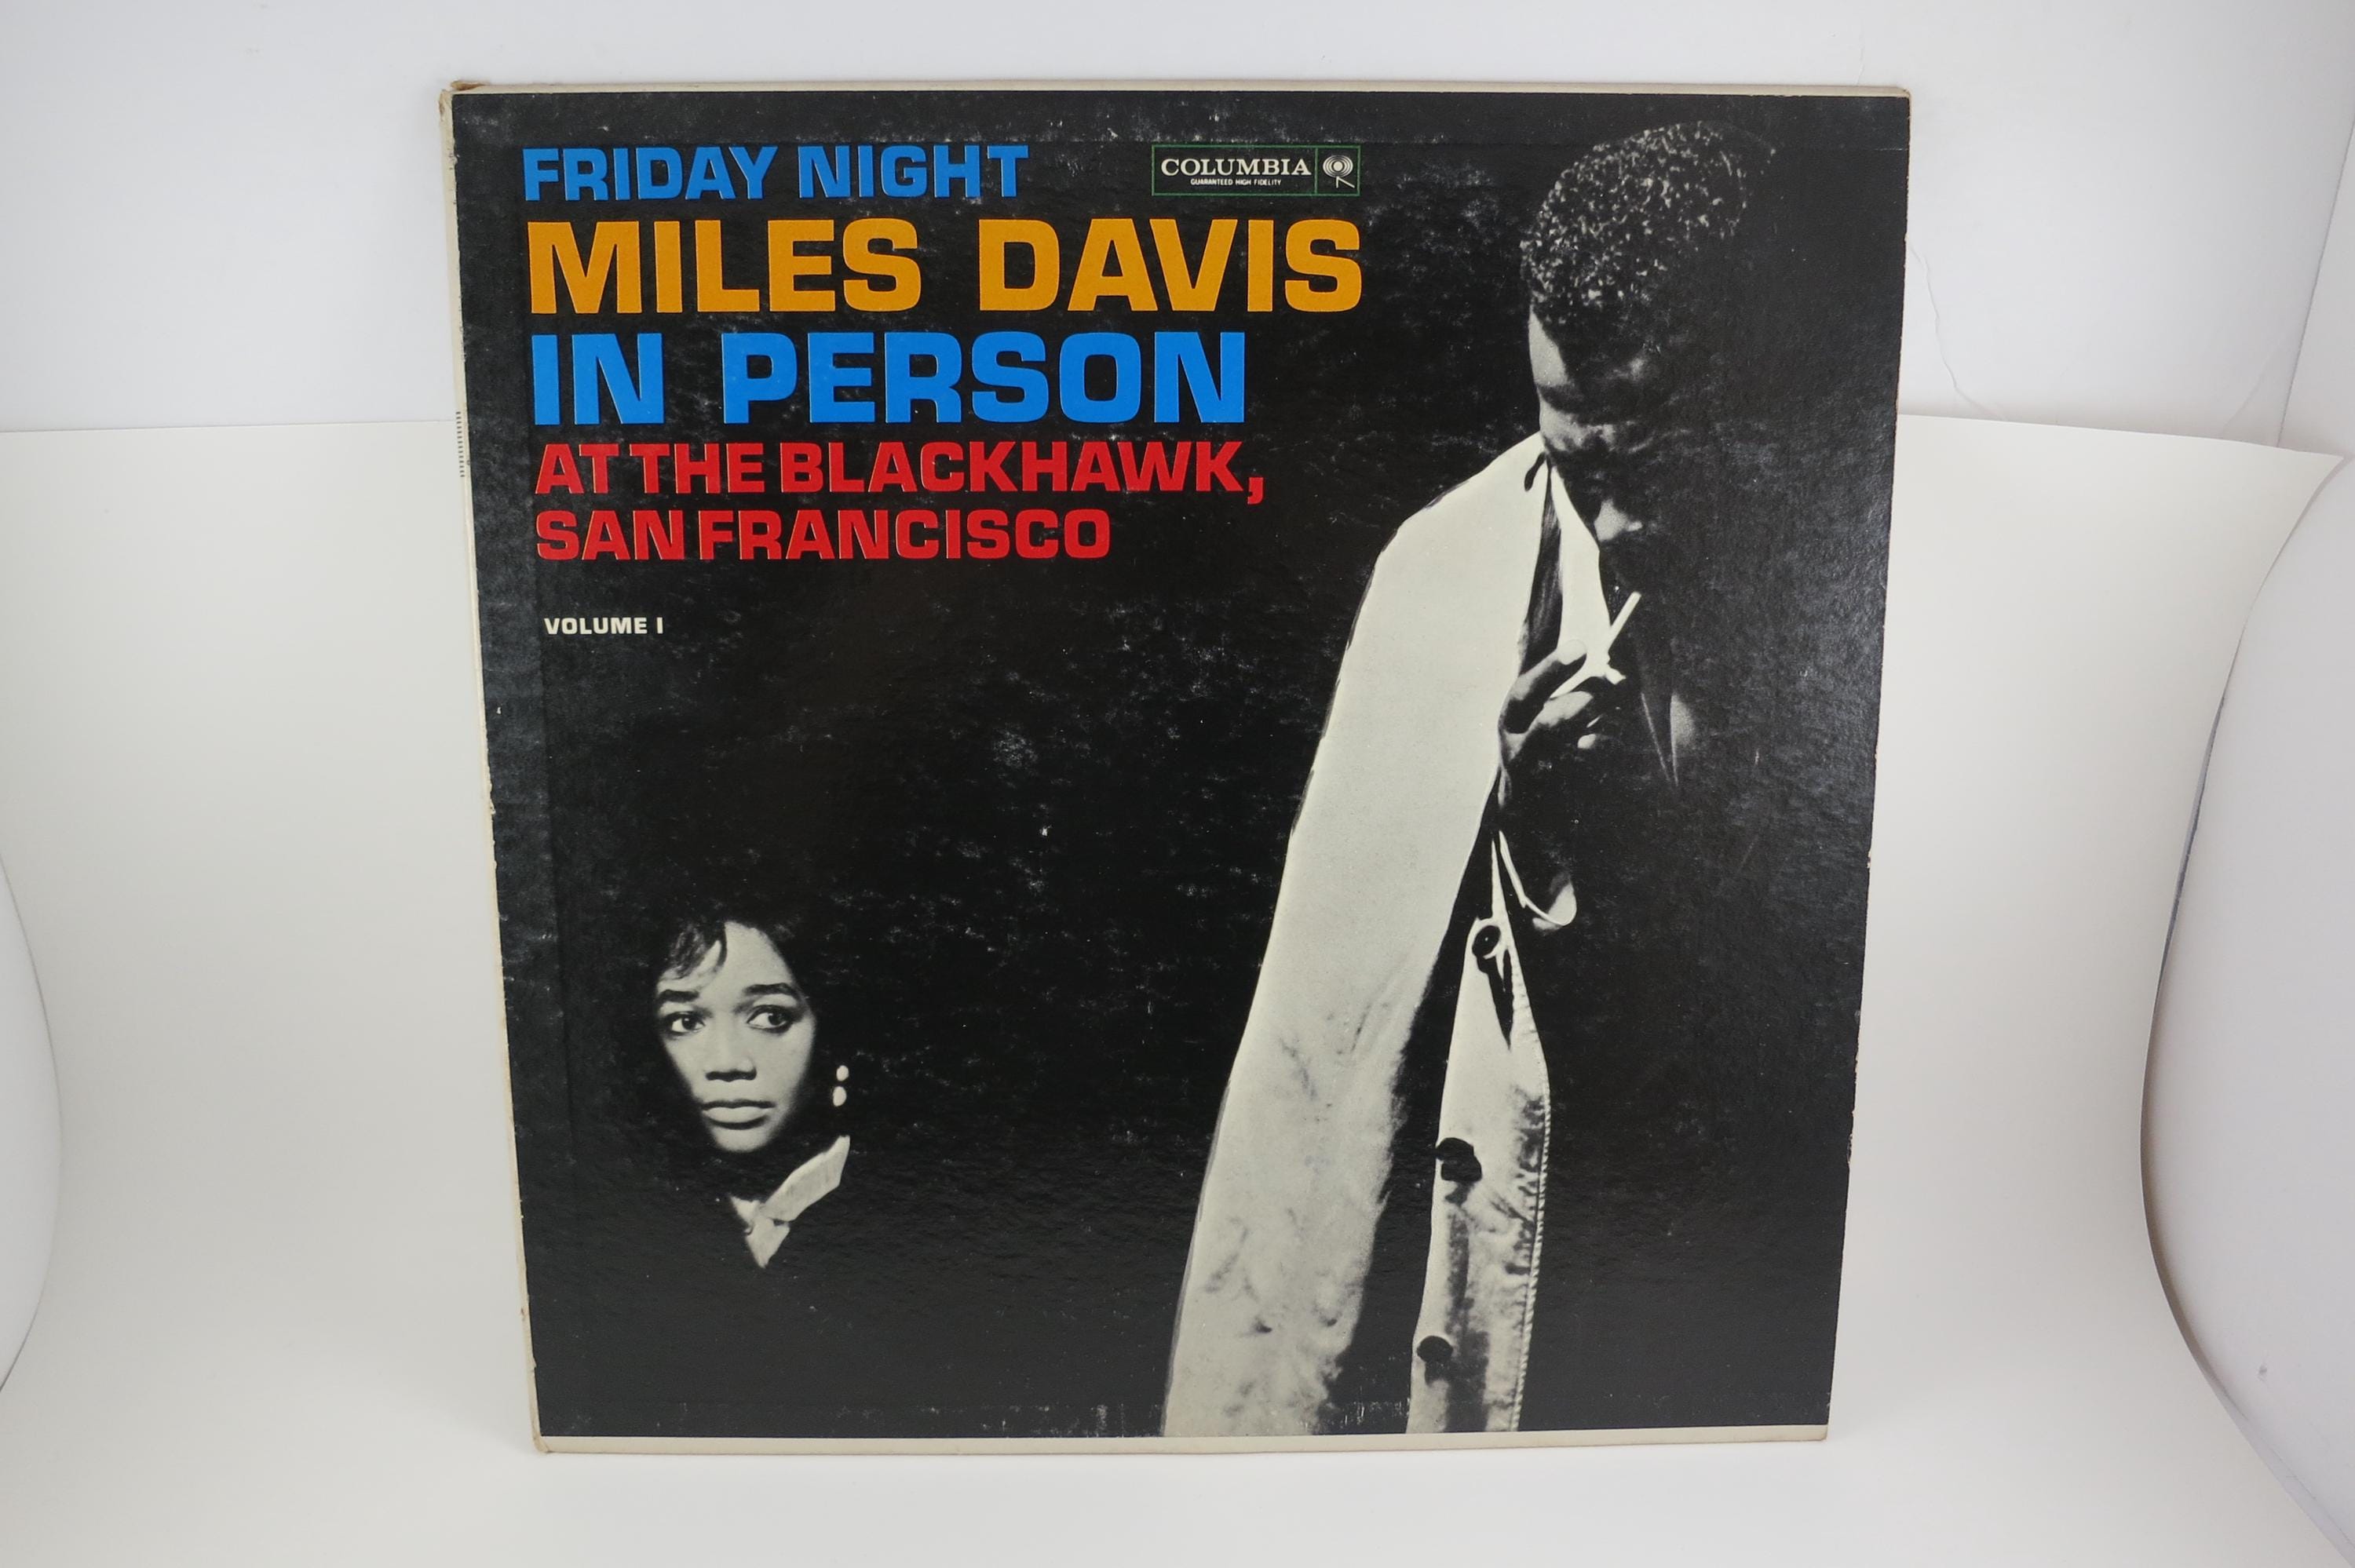 FRIDAY NIGHT
COLUMBIA
GUARANTEED HIGH FIDELITY
MILES DAVIS
IN PERSON
AT THE BLACKHAWK,
SAN FRANCISCO
VOLUME I